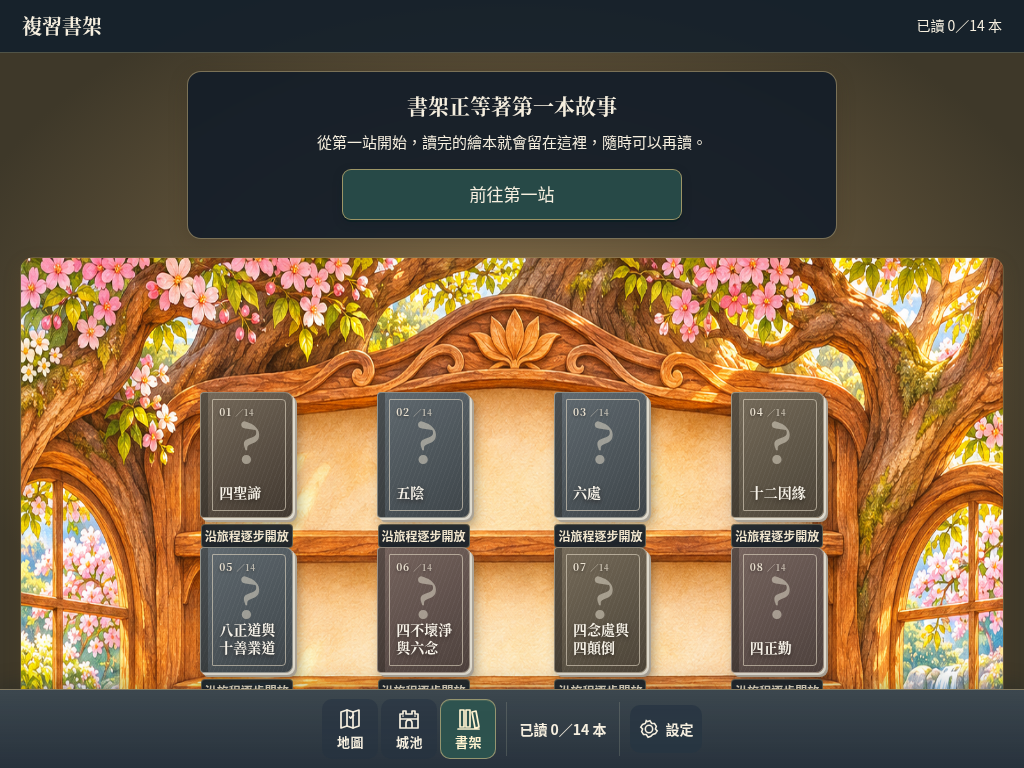 複習書架
已讀 0／14 本
書架正等著第一本故事
從第一站開始，讀完的繪本就會留在這裡，隨時可以再讀。
前往第一站
01 ／14
?
四聖諦
02 ／14
?
五陰
03 ／14
?
六處
04 ／14
?
十二因緣
沿旅程逐步開放
沿旅程逐步開放
沿旅程逐步開放
沿旅程逐步開放
05 ／14
?
八正道與
十善業道
06 ／14
?
四不壞淨
與六念
07 ／14
?
四念處與
四顛倒
08 ／14
?
四正勤
地圖
城池
書架
已讀 0／14 本
設定